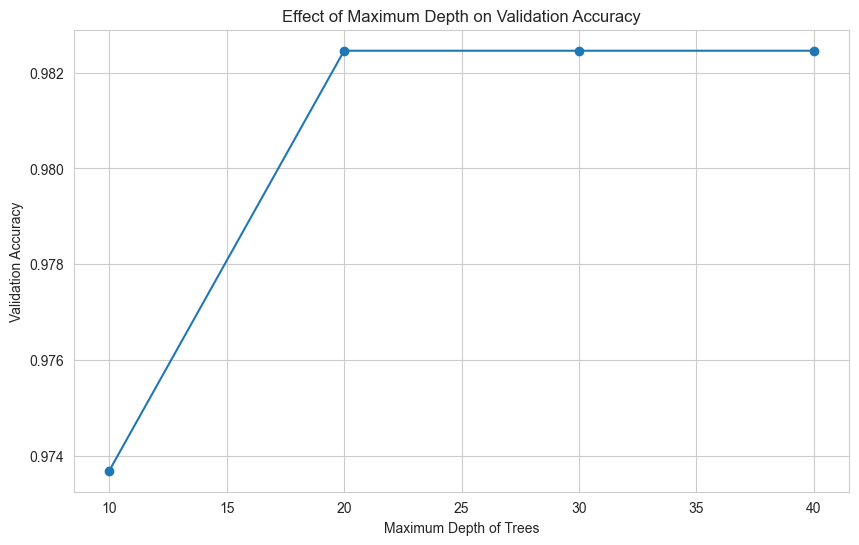 Effect of Maximum Depth on Validation Accuracy
Validation Accuracy
0.982
0.980
0.978
0.976
0.974
10 15 20 25 30 35 40
Maximum Depth of Trees